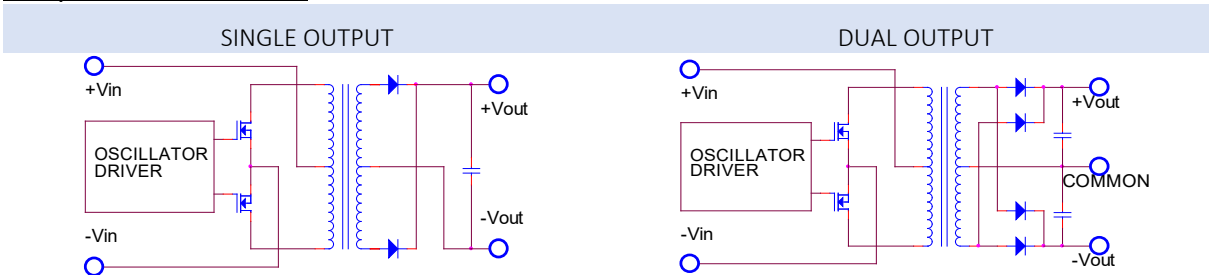 SINGLE OUTPUT
DUAL OUTPUT
+Vin
+Vout
OSCILLATOR
DRIVER
-Vin
-Vout
+Vin
+Vout
OSCILLATOR
DRIVER
COMMON
-Vin
-Vout